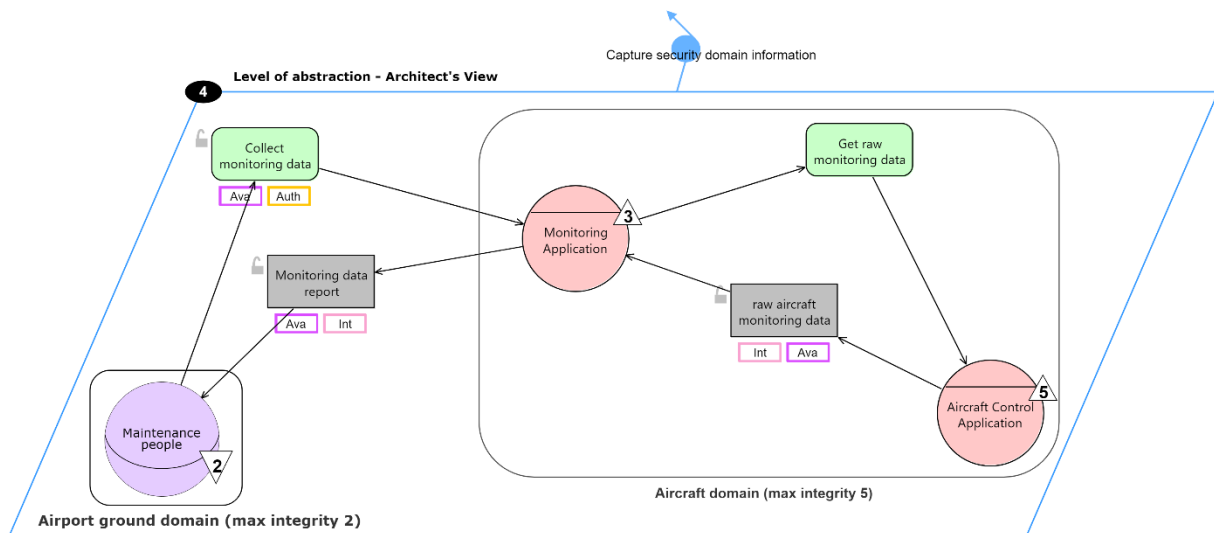 Capture security domain information
Level of abstraction - Architect's View
4
Collect
monitoring data
Ava
Auth
Get raw
monitoring data
3
Monitoring
Application
Monitoring data
report
Ava
Int
raw aircraft
monitoring data
Int
Ava
5
Aircraft Control
Application
Maintenance
people
2
Aircraft domain (max integrity 5)
Airport ground domain (max integrity 2)